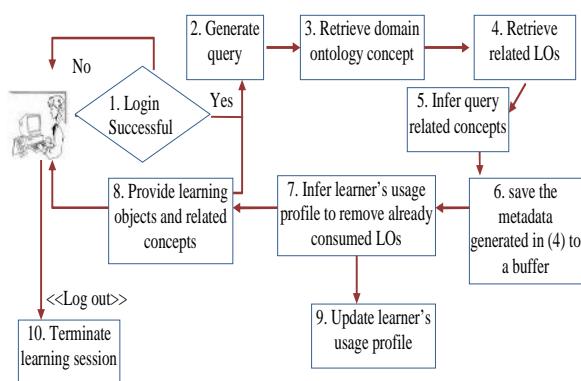 No
1. Login
Successful
Yes
2. Generate
query
3. Retrieve domain
ontology concept
4. Retrieve
related LOs
5. Infer query
related concepts
6. save the
metadata
generated in (4) to
a buffer
7. Infer learner's usage
profile to remove already
consumed LOs
8. Provide learning
objects and related
concepts
9. Update learner's
usage profile
<<Log out>>
10. Terminate
learning session